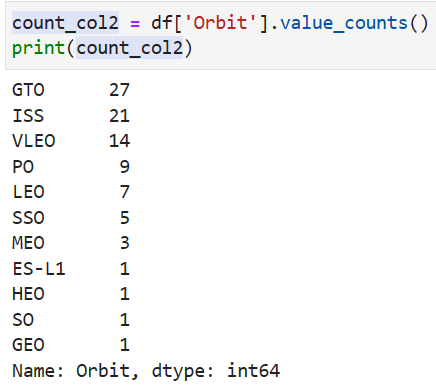 count_col2 = df['Orbit'].value_counts()
print(count_col2)
GTO 27
ISS 21
VLEO 14
PO 9
LEO 7
SSO 5
MEO 3
ES-L1 1
HEO 1
SO 1
GEO 1
Name: Orbit, dtype: int64